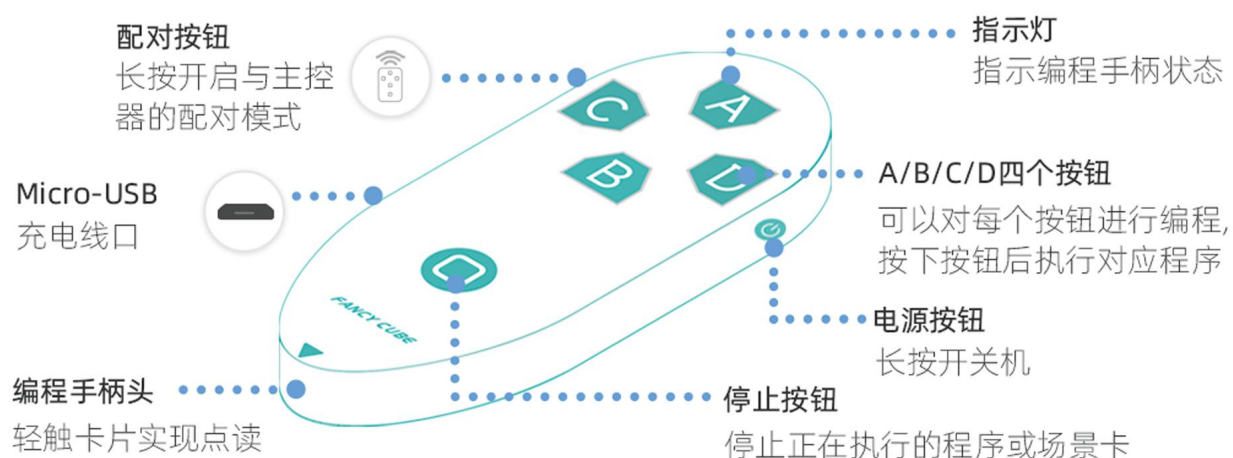 配对按钮
长按开启与主控
器的配对模式
指示灯
指示编程手柄状态
C
A
B
D
Micro-USB
充电线口
A/B/C/D四个按钮
可以对每个按钮进行编程,
按下按钮后执行对应程序
FANCY CUBE
电源按钮
长按开关机
编程手柄头
轻触卡片实现点读
停止按钮
停止正在执行的程序或场景卡